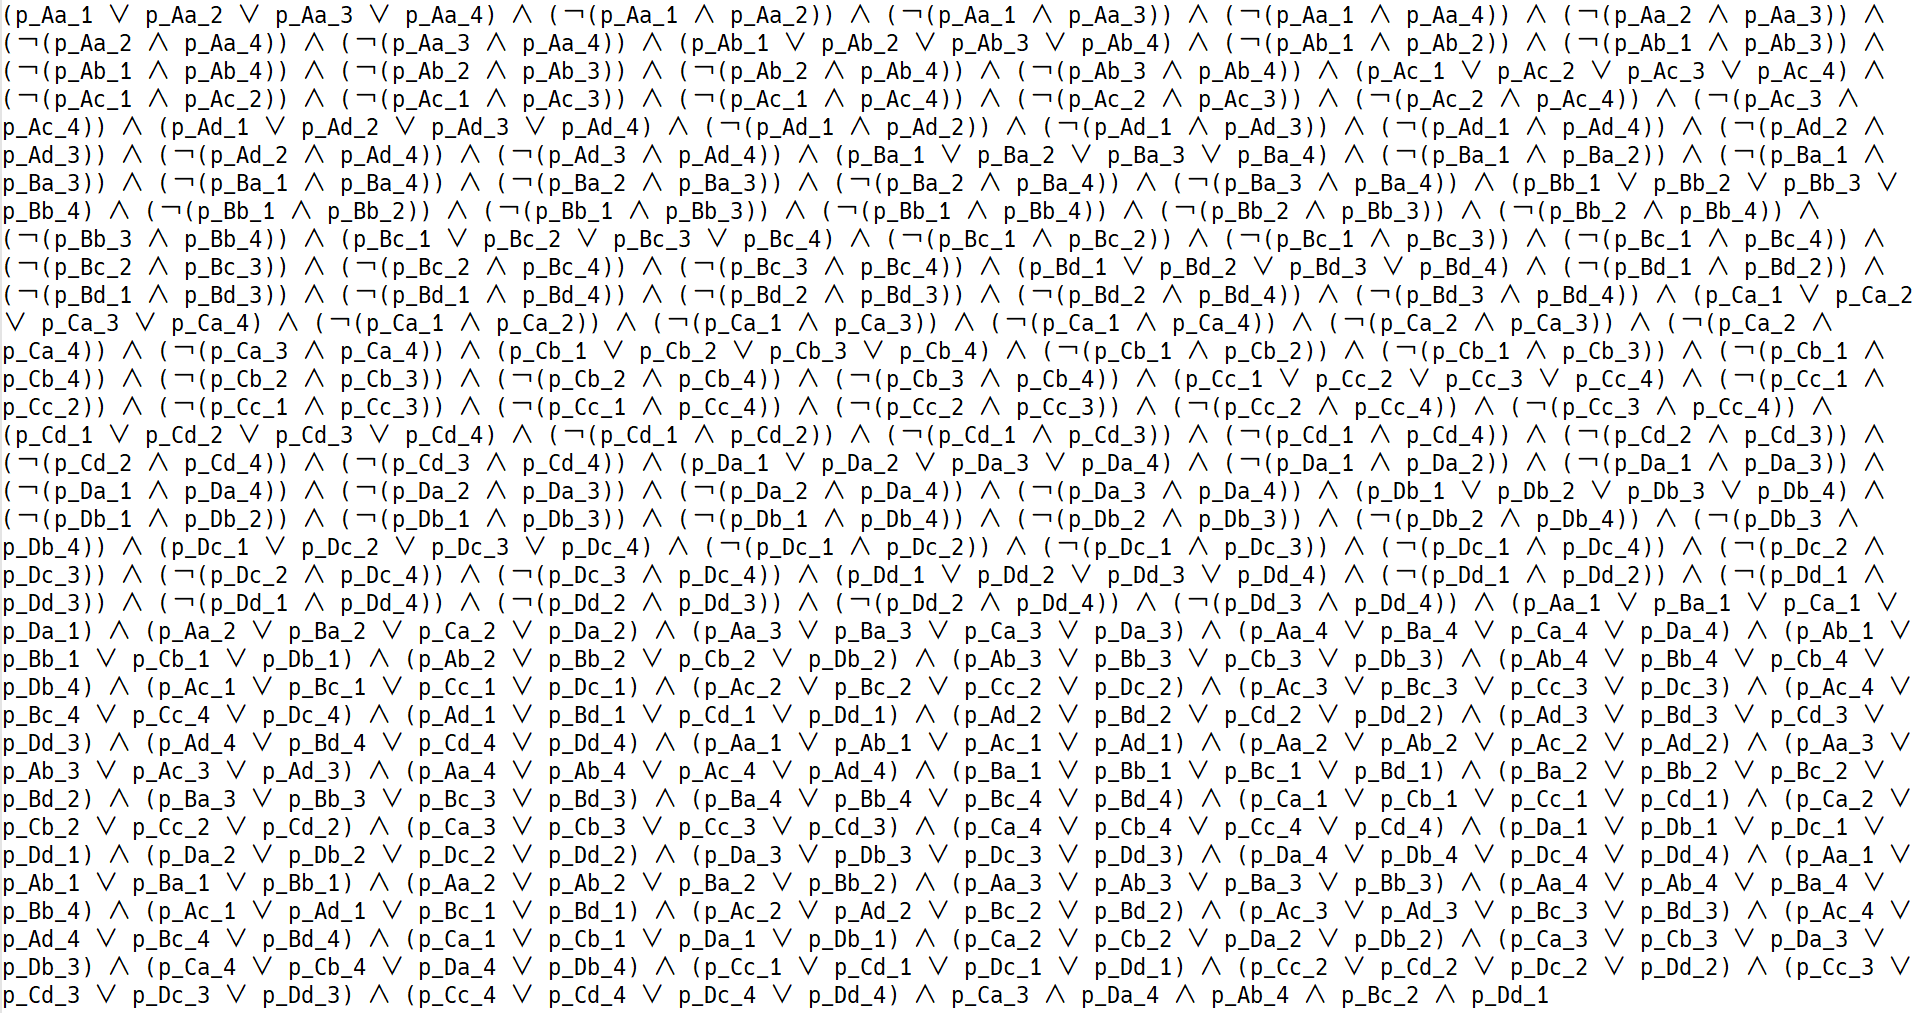 (p_Aa_1 ∨ p_Aa_2 ∨ p_Aa_3 ∨ p_Aa_4) ∧ (¬(p_Aa_1 ∧ p_Aa_2)) ∧ (¬(p_Aa_1 ∧ p_Aa_3)) ∧ (¬(p_Aa_1 ∧ p_Aa_4)) ∧ (¬(p_Aa_2 ∧ p_Aa_3)) ∧
(¬(p_Aa_2 ∧ p_Aa_4)) ∧ (¬(p_Aa_3 ∧ p_Aa_4)) ∧ (p_Ab_1 ∨ p_Ab_2 ∨ p_Ab_3 ∨ p_Ab_4) ∧ (¬(p_Ab_1 ∧ p_Ab_2)) ∧ (¬(p_Ab_1 ∧ p_Ab_3)) ∧
(¬(p_Ab_1 ∧ p_Ab_4)) ∧ (¬(p_Ab_2 ∧ p_Ab_3)) ∧ (¬(p_Ab_2 ∧ p_Ab_4)) ∧ (¬(p_Ab_3 ∧ p_Ab_4)) ∧ (p_Ac_1 ∨ p_Ac_2 ∨ p_Ac_3 ∨ p_Ac_4) ∧
(¬(p_Ac_1 ∧ p_Ac_2)) ∧ (¬(p_Ac_1 ∧ p_Ac_3)) ∧ (¬(p_Ac_1 ∧ p_Ac_4)) ∧ (¬(p_Ac_2 ∧ p_Ac_3)) ∧ (¬(p_Ac_2 ∧ p_Ac_4)) ∧ (¬(p_Ac_3 ∧
p_Ac_4)) ∧ (p_Ad_1 ∨ p_Ad_2 ∨ p_Ad_3 ∨ p_Ad_4) ∧ (¬(p_Ad_1 ∧ p_Ad_2)) ∧ (¬(p_Ad_1 ∧ p_Ad_3)) ∧ (¬(p_Ad_1 ∧ p_Ad_4)) ∧ (¬(p_Ad_2 ∧
p_Ad_3)) ∧ (¬(p_Ad_2 ∧ p_Ad_4)) ∧ (¬(p_Ad_3 ∧ p_Ad_4)) ∧ (p_Ba_1 ∨ p_Ba_2 ∨ p_Ba_3 ∨ p_Ba_4) ∧ (¬(p_Ba_1 ∧ p_Ba_2)) ∧ (¬(p_Ba_1 ∧
p_Ba_3)) ∧ (¬(p_Ba_1 ∧ p_Ba_4)) ∧ (¬(p_Ba_2 ∧ p_Ba_3)) ∧ (¬(p_Ba_2 ∧ p_Ba_4)) ∧ (¬(p_Ba_3 ∧ p_Ba_4)) ∧ (p_Bb_1 ∨ p_Bb_2 ∨ p_Bb_3 ∨
p_Bb_4) ∧ (¬(p_Bb_1 ∧ p_Bb_2)) ∧ (¬(p_Bb_1 ∧ p_Bb_3)) ∧ (¬(p_Bb_1 ∧ p_Bb_4)) ∧ (¬(p_Bb_2 ∧ p_Bb_3)) ∧ (¬(p_Bb_2 ∧ p_Bb_4)) ∧
(¬(p_Bb_3 ∧ p_Bb_4)) ∧ (p_Bc_1 ∨ p_Bc_2 ∨ p_Bc_3 ∨ p_Bc_4) ∧ (¬(p_Bc_1 ∧ p_Bc_2)) ∧ (¬(p_Bc_1 ∧ p_Bc_3)) ∧ (¬(p_Bc_1 ∧ p_Bc_4)) ∧
(¬(p_Bc_2 ∧ p_Bc_3)) ∧ (¬(p_Bc_2 ∧ p_Bc_4)) ∧ (¬(p_Bc_3 ∧ p_Bc_4)) ∧ (p_Bd_1 ∨ p_Bd_2 ∨ p_Bd_3 ∨ p_Bd_4) ∧ (¬(p_Bd_1 ∧ p_Bd_2)) ∧
(¬(p_Bd_1 ∧ p_Bd_3)) ∧ (¬(p_Bd_1 ∧ p_Bd_4)) ∧ (¬(p_Bd_2 ∧ p_Bd_3)) ∧ (¬(p_Bd_2 ∧ p_Bd_4)) ∧ (¬(p_Bd_3 ∧ p_Bd_4)) ∧ (p_Ca_1 ∨ p_Ca_2
∨ p_Ca_3 ∨ p_Ca_4) ∧ (¬(p_Ca_1 ∧ p_Ca_2)) ∧ (¬(p_Ca_1 ∧ p_Ca_3)) ∧ (¬(p_Ca_1 ∧ p_Ca_4)) ∧ (¬(p_Ca_2 ∧ p_Ca_3)) ∧ (¬(p_Ca_2 ∧
p_Ca_4)) ∧ (¬(p_Ca_3 ∧ p_Ca_4)) ∧ (p_Cb_1 ∨ p_Cb_2 ∨ p_Cb_3 ∨ p_Cb_4) ∧ (¬(p_Cb_1 ∧ p_Cb_2)) ∧ (¬(p_Cb_1 ∧ p_Cb_3)) ∧ (¬(p_Cb_1 ∧
p_Cb_4)) ∧ (¬(p_Cb_2 ∧ p_Cb_3)) ∧ (¬(p_Cb_2 ∧ p_Cb_4)) ∧ (¬(p_Cb_3 ∧ p_Cb_4)) ∧ (p_Cc_1 ∨ p_Cc_2 ∨ p_Cc_3 ∨ p_Cc_4) ∧ (¬(p_Cc_1 ∧
p_Cc_2)) ∧ (¬(p_Cc_1 ∧ p_Cc_3)) ∧ (¬(p_Cc_1 ∧ p_Cc_4)) ∧ (¬(p_Cc_2 ∧ p_Cc_3)) ∧ (¬(p_Cc_2 ∧ p_Cc_4)) ∧ (¬(p_Cc_3 ∧ p_Cc_4)) ∧
(p_Cd_1 ∨ p_Cd_2 ∨ p_Cd_3 ∨ p_Cd_4) ∧ (¬(p_Cd_1 ∧ p_Cd_2)) ∧ (¬(p_Cd_1 ∧ p_Cd_3)) ∧ (¬(p_Cd_1 ∧ p_Cd_4)) ∧ (¬(p_Cd_2 ∧ p_Cd_3)) ∧
(¬(p_Cd_2 ∧ p_Cd_4)) ∧ (¬(p_Cd_3 ∧ p_Cd_4)) ∧ (p_Da_1 ∨ p_Da_2 ∨ p_Da_3 ∨ p_Da_4) ∧ (¬(p_Da_1 ∧ p_Da_2)) ∧ (¬(p_Da_1 ∧ p_Da_3)) ∧
(¬(p_Da_1 ∧ p_Da_4)) ∧ (¬(p_Da_2 ∧ p_Da_3)) ∧ (¬(p_Da_2 ∧ p_Da_4)) ∧ (¬(p_Da_3 ∧ p_Da_4)) ∧ (p_Db_1 ∨ p_Db_2 ∨ p_Db_3 ∨ p_Db_4) ∧
(¬(p_Db_1 ∧ p_Db_2)) ∧ (¬(p_Db_1 ∧ p_Db_3)) ∧ (¬(p_Db_1 ∧ p_Db_4)) ∧ (¬(p_Db_2 ∧ p_Db_3)) ∧ (¬(p_Db_2 ∧ p_Db_4)) ∧ (¬(p_Db_3 ∧
p_Db_4)) ∧ (p_Dc_1 ∨ p_Dc_2 ∨ p_Dc_3 ∨ p_Dc_4) ∧ (¬(p_Dc_1 ∧ p_Dc_2)) ∧ (¬(p_Dc_1 ∧ p_Dc_3)) ∧ (¬(p_Dc_1 ∧ p_Dc_4)) ∧ (¬(p_Dc_2 ∧
p_Dc_3)) ∧ (¬(p_Dc_2 ∧ p_Dc_4)) ∧ (¬(p_Dc_3 ∧ p_Dc_4)) ∧ (p_Dd_1 ∨ p_Dd_2 ∨ p_Dd_3 ∨ p_Dd_4) ∧ (¬(p_Dd_1 ∧ p_Dd_2)) ∧ (¬(p_Dd_1 ∧
p_Dd_3)) ∧ (¬(p_Dd_1 ∧ p_Dd_4)) ∧ (¬(p_Dd_2 ∧ p_Dd_3)) ∧ (¬(p_Dd_2 ∧ p_Dd_4)) ∧ (¬(p_Dd_3 ∧ p_Dd_4)) ∧ (p_Aa_1 ∨ p_Ba_1 ∨ p_Ca_1 ∨
p_Da_1) ∧ (p_Aa_2 ∨ p_Ba_2 ∨ p_Ca_2 ∨ p_Da_2) ∧ (p_Aa_3 ∨ p_Ba_3 ∨ p_Ca_3 ∨ p_Da_3) ∧ (p_Aa_4 ∨ p_Ba_4 ∨ p_Ca_4 ∨ p_Da_4) ∧ (p_Ab_1 ∨
p_Bb_1 ∨ p_Cb_1 ∨ p_Db_1) ∧ (p_Ab_2 ∨ p_Bb_2 ∨ p_Cb_2 ∨ p_Db_2) ∧ (p_Ab_3 ∨ p_Bb_3 ∨ p_Cb_3 ∨ p_Db_3) ∧ (p_Ab_4 ∨ p_Bb_4 ∨ p_Cb_4 ∨
p_Db_4) ∧ (p_Ac_1 ∨ p_Bc_1 ∨ p_Cc_1 ∨ p_Dc_1) ∧ (p_Ac_2 ∨ p_Bc_2 ∨ p_Cc_2 ∨ p_Dc_2) ∧ (p_Ac_3 ∨ p_Bc_3 ∨ p_Cc_3 ∨ p_Dc_3) ∧ (p_Ac_4 ∨
p_Bc_4 ∨ p_Cc_4 ∨ p_Dc_4) ∧ (p_Ad_1 ∨ p_Bd_1 ∨ p_Cd_1 ∨ p_Dd_1) ∧ (p_Ad_2 ∨ p_Bd_2 ∨ p_Cd_2 ∨ p_Dd_2) ∧ (p_Ad_3 ∨ p_Bd_3 ∨ p_Cd_3 ∨
p_Dd_3) ∧ (p_Ad_4 ∨ p_Bd_4 ∨ p_Cd_4 ∨ p_Dd_4) ∧ (p_Aa_1 ∨ p_Ab_1 ∨ p_Ac_1 ∨ p_Ad_1) ∧ (p_Aa_2 ∨ p_Ab_2 ∨ p_Ac_2 ∨ p_Ad_2) ∧ (p_Aa_3 ∨
p_Ab_3 ∨ p_Ac_3 ∨ p_Ad_3) ∧ (p_Aa_4 ∨ p_Ab_4 ∨ p_Ac_4 ∨ p_Ad_4) ∧ (p_Ba_1 ∨ p_Bb_1 ∨ p_Bc_1 ∨ p_Bd_1) ∧ (p_Ba_2 ∨ p_Bb_2 ∨ p_Bc_2 ∨
p_Bd_2) ∧ (p_Ba_3 ∨ p_Bb_3 ∨ p_Bc_3 ∨ p_Bd_3) ∧ (p_Ba_4 ∨ p_Bb_4 ∨ p_Bc_4 ∨ p_Bd_4) ∧ (p_Ca_1 ∨ p_Cb_1 ∨ p_Cc_1 ∨ p_Cd_1) ∧ (p_Ca_2 ∨
p_Cb_2 ∨ p_Cc_2 ∨ p_Cd_2) ∧ (p_Ca_3 ∨ p_Cb_3 ∨ p_Cc_3 ∨ p_Cd_3) ∧ (p_Ca_4 ∨ p_Cb_4 ∨ p_Cc_4 ∨ p_Cd_4) ∧ (p_Da_1 ∨ p_Db_1 ∨ p_Dc_1 ∨
p_Dd_1) ∧ (p_Da_2 ∨ p_Db_2 ∨ p_Dc_2 ∨ p_Dd_2) ∧ (p_Da_3 ∨ p_Db_3 ∨ p_Dc_3 ∨ p_Dd_3) ∧ (p_Da_4 ∨ p_Db_4 ∨ p_Dc_4 ∨ p_Dd_4) ∧ (p_Aa_1 ∨
p_Ab_1 ∨ p_Ba_1 ∨ p_Bb_1) ∧ (p_Aa_2 ∨ p_Ab_2 ∨ p_Ba_2 ∨ p_Bb_2) ∧ (p_Aa_3 ∨ p_Ab_3 ∨ p_Ba_3 ∨ p_Bb_3) ∧ (p_Aa_4 ∨ p_Ab_4 ∨ p_Ba_4 ∨
p_Bb_4) ∧ (p_Ac_1 ∨ p_Ad_1 ∨ p_Bc_1 ∨ p_Bd_1) ∧ (p_Ac_2 ∨ p_Ad_2 ∨ p_Bc_2 ∨ p_Bd_2) ∧ (p_Ac_3 ∨ p_Ad_3 ∨ p_Bc_3 ∨ p_Bd_3) ∧ (p_Ac_4 ∨
p_Ad_4 ∨ p_Bc_4 ∨ p_Bd_4) ∧ (p_Ca_1 ∨ p_Cb_1 ∨ p_Da_1 ∨ p_Db_1) ∧ (p_Ca_2 ∨ p_Cb_2 ∨ p_Da_2 ∨ p_Db_2) ∧ (p_Ca_3 ∨ p_Cb_3 ∨ p_Da_3 ∨
p_Db_3) ∧ (p_Ca_4 ∨ p_Cb_4 ∨ p_Da_4 ∨ p_Db_4) ∧ (p_Cc_1 ∨ p_Cd_1 ∨ p_Dc_1 ∨ p_Dd_1) ∧ (p_Cc_2 ∨ p_Cd_2 ∨ p_Dc_2 ∨ p_Dd_2) ∧ (p_Cc_3 ∨
p_Cd_3 ∨ p_Dc_3 ∨ p_Dd_3) ∧ (p_Cc_4 ∨ p_Cd_4 ∨ p_Dc_4 ∨ p_Dd_4) ∧ p_Ca_3 ∧ p_Da_4 ∧ p_Ab_4 ∧ p_Bc_2 ∧ p_Dd_1